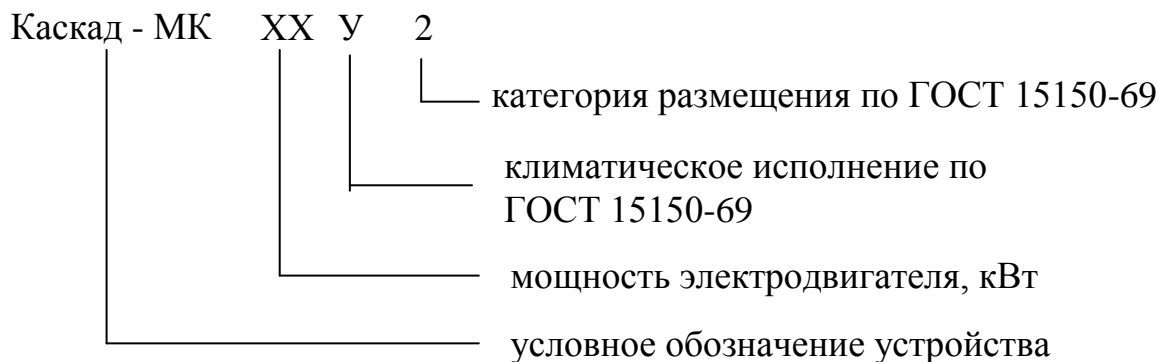 Каскад - МК ХХ У 2
категория размещения по ГОСТ 15150-69
климатическое исполнение по
ГОСТ 15150-69
мощность электродвигателя, кВт
условное обозначение устройства